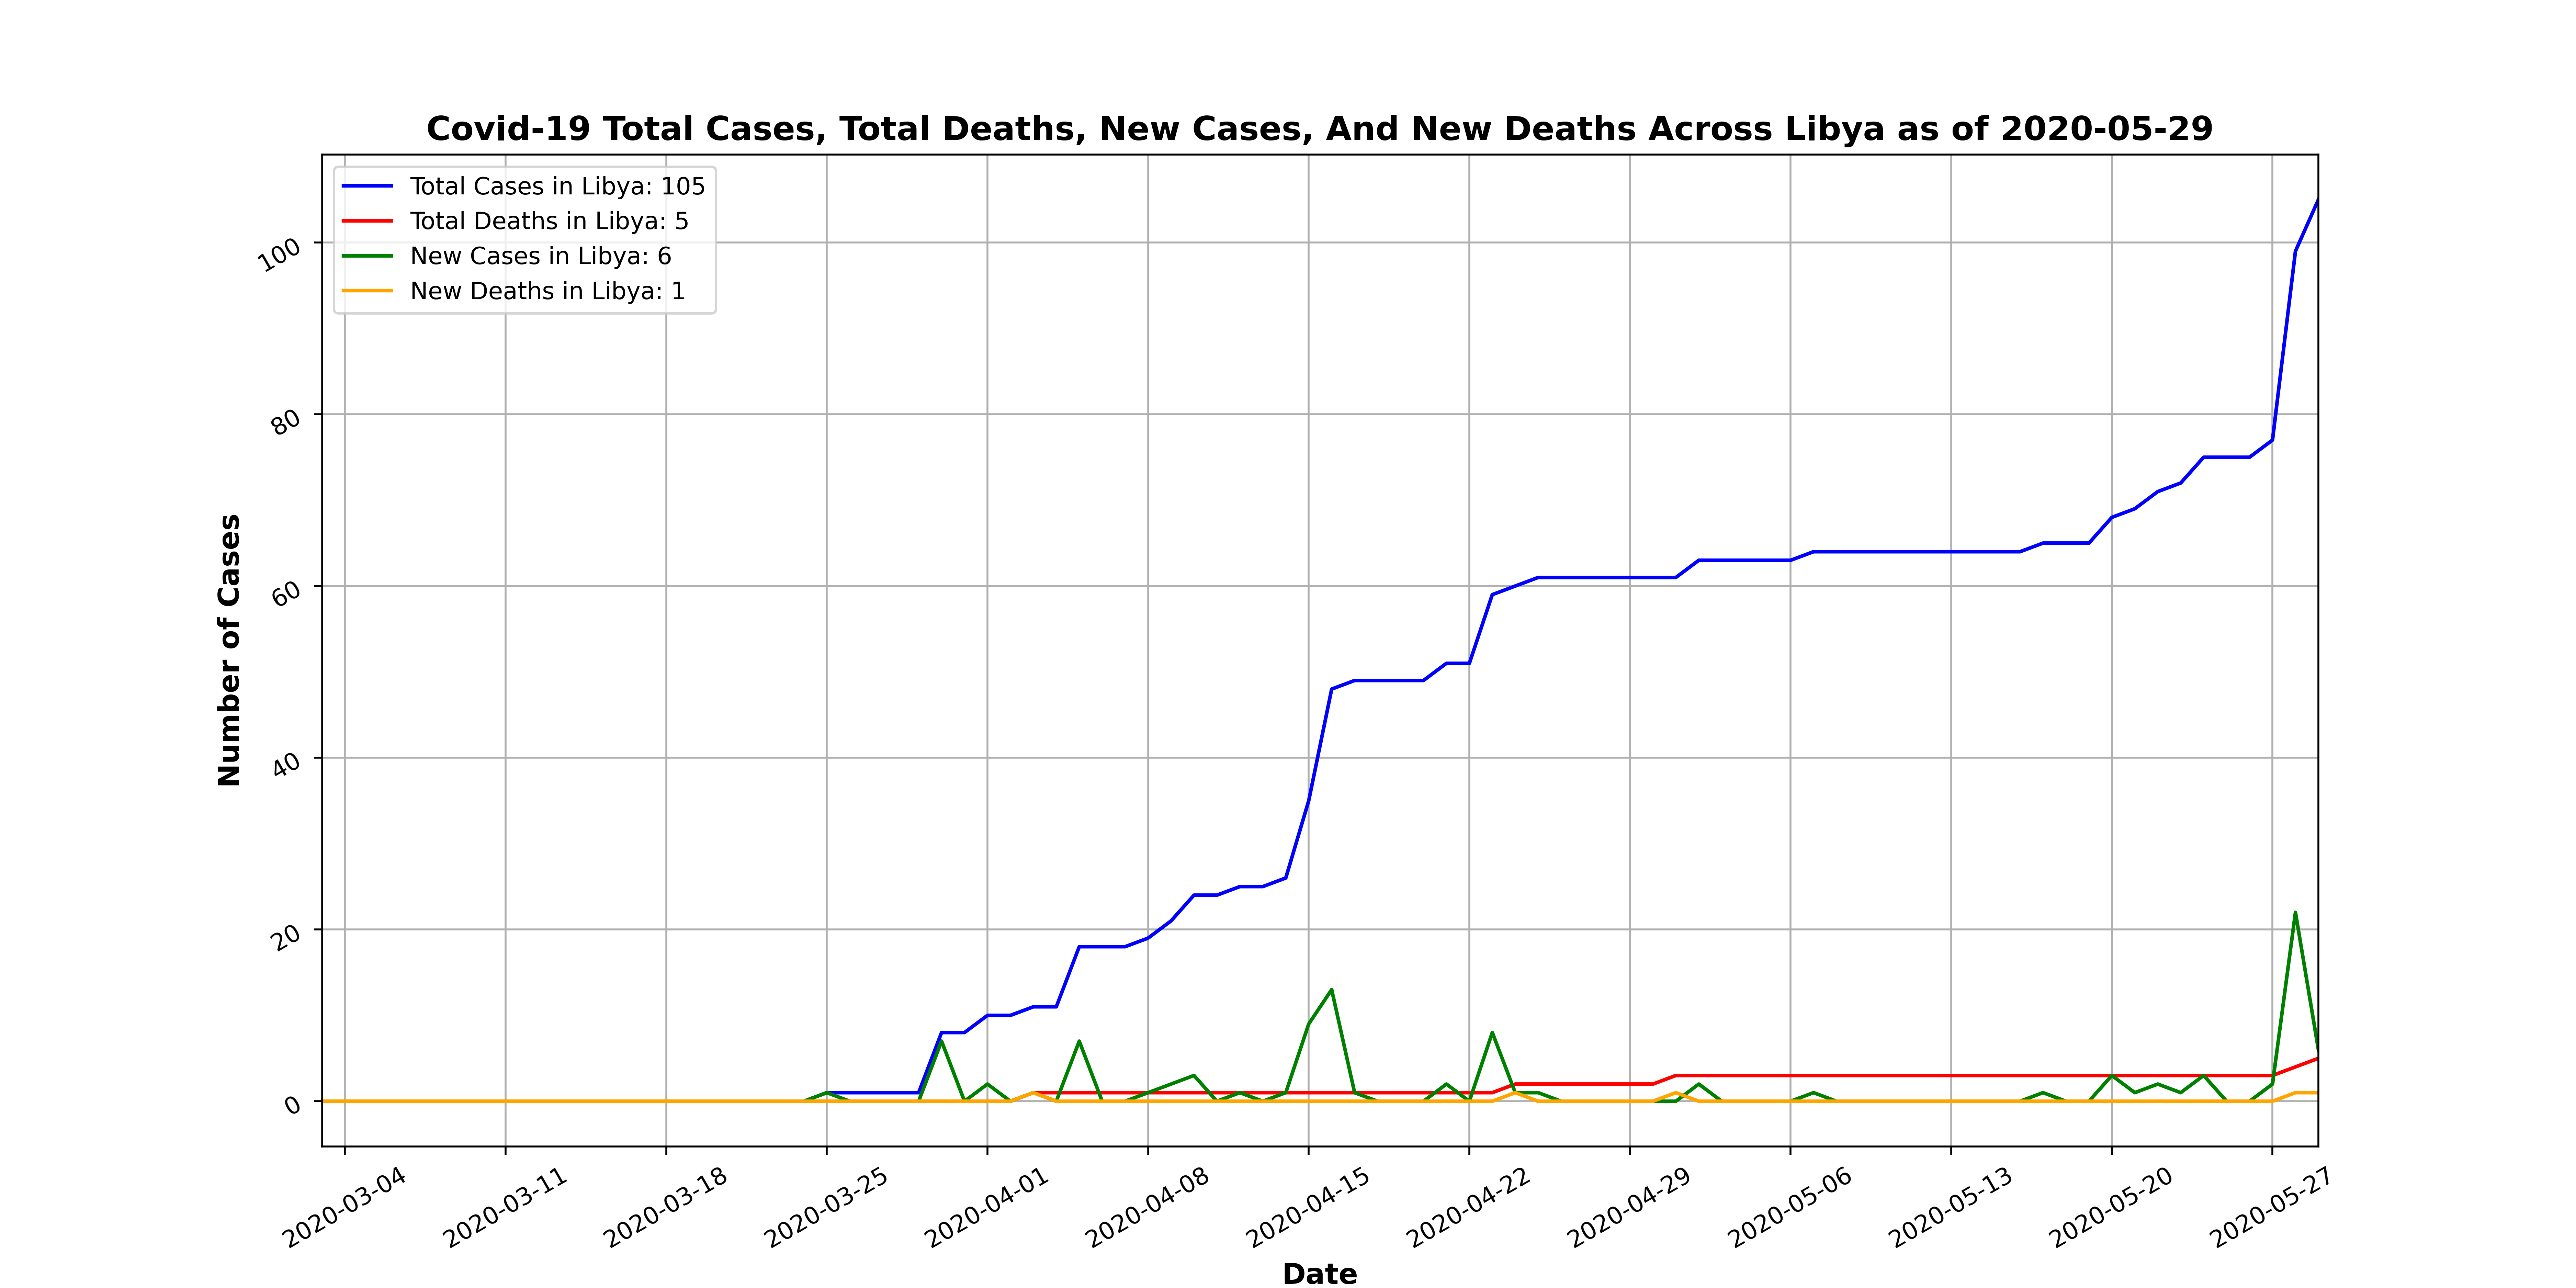 Covid-19 Total Cases, Total Deaths, New Cases, And New Deaths Across Libya as of 2020-05-29
Total Cases in Libya: 105
Total Deaths in Libya: 5
New Cases in Libya: 6
New Deaths in Libya: 1
Number of Cases
100
80
60
40
20
0
2020-03-04
2020-03-11
2020-03-18
2020-03-25
2020-04-01
2020-04-08
2020-04-15
2020-04-22
2020-04-29
2020-05-06
2020-05-13
2020-05-20
2020-05-27
Date